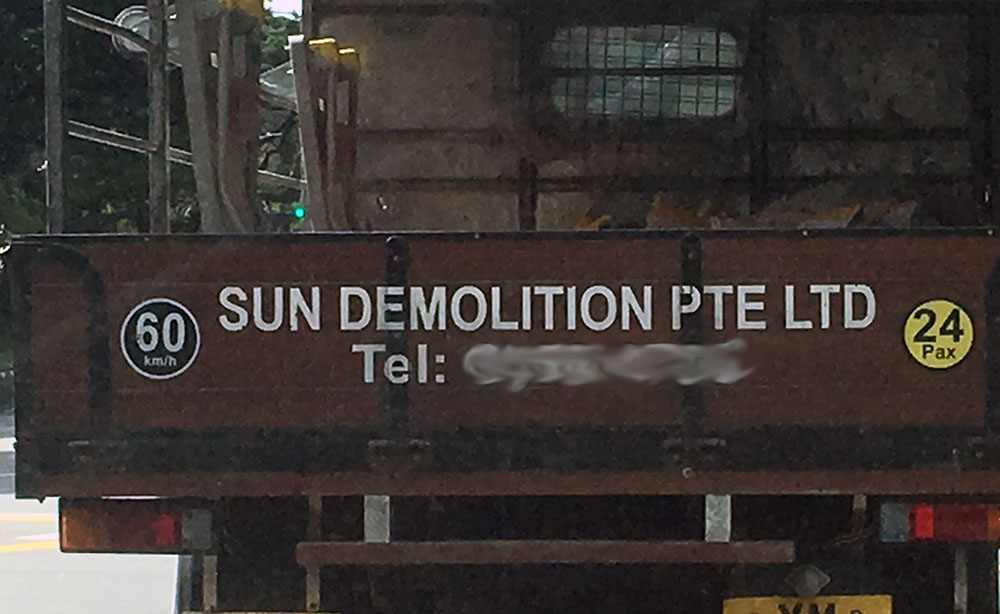 SUN DEMOLITION PTE LTD
Tel:
60
km/h
24
Pax